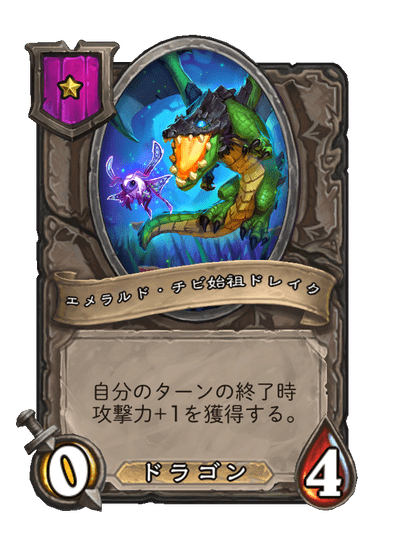 エメラルド・チビ始祖ドレイク
自分のターンの終了時
攻撃力+1を獲得する。
0
ドラゴン
4